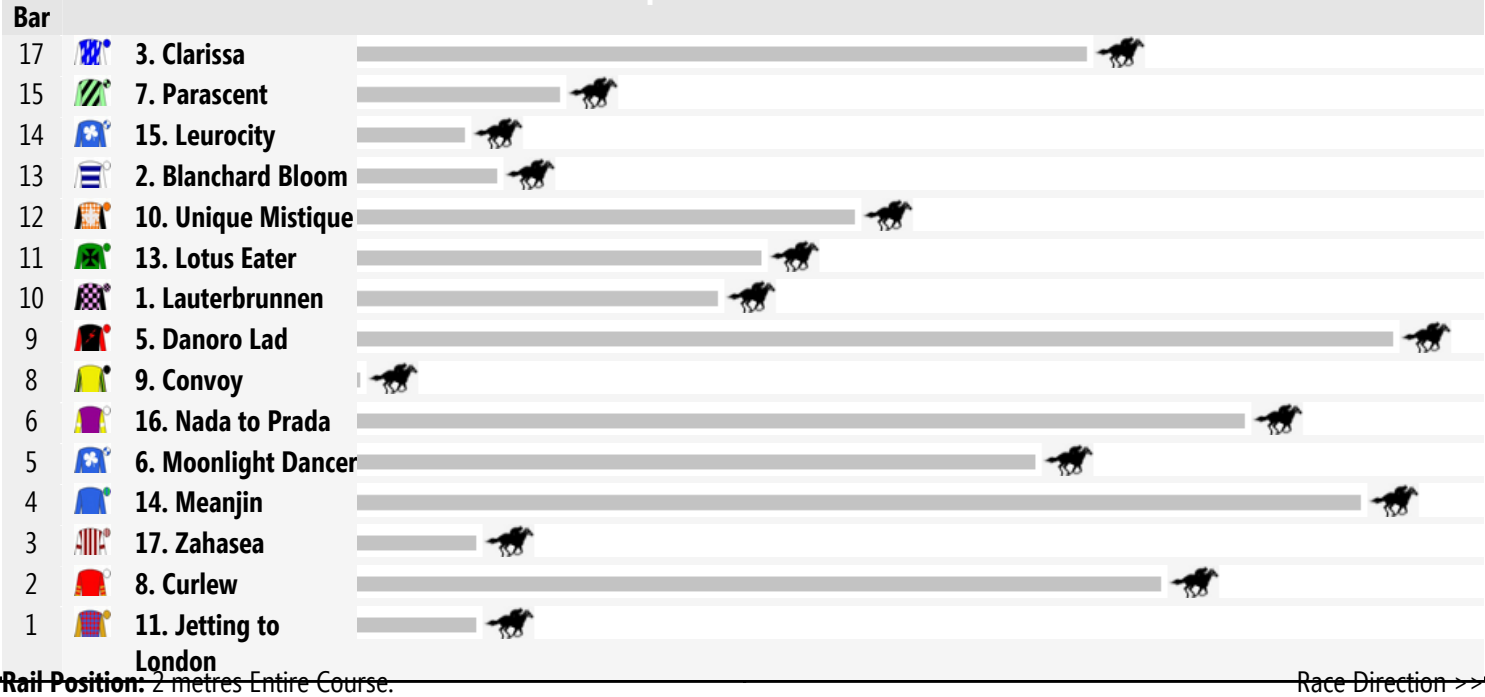 Bar
17 3. Clarissa
15 7. Parascent
14 15. Leurocity
13 2. Blanchard Bloom
12 10. Unique Mistique
11 13. Lotus Eater
10 1. Lauterbrunnen
9 5. Danoro Lad
8 9. Convoy
6 16. Nada to Prada
5 6. Moonlight Dancer
4 14. Meanjin
3 17. Zahasea
2 8. Curlew
1 11. Jetting to
London
Rail Position: 2 metres Entire Course. Race Direction >>